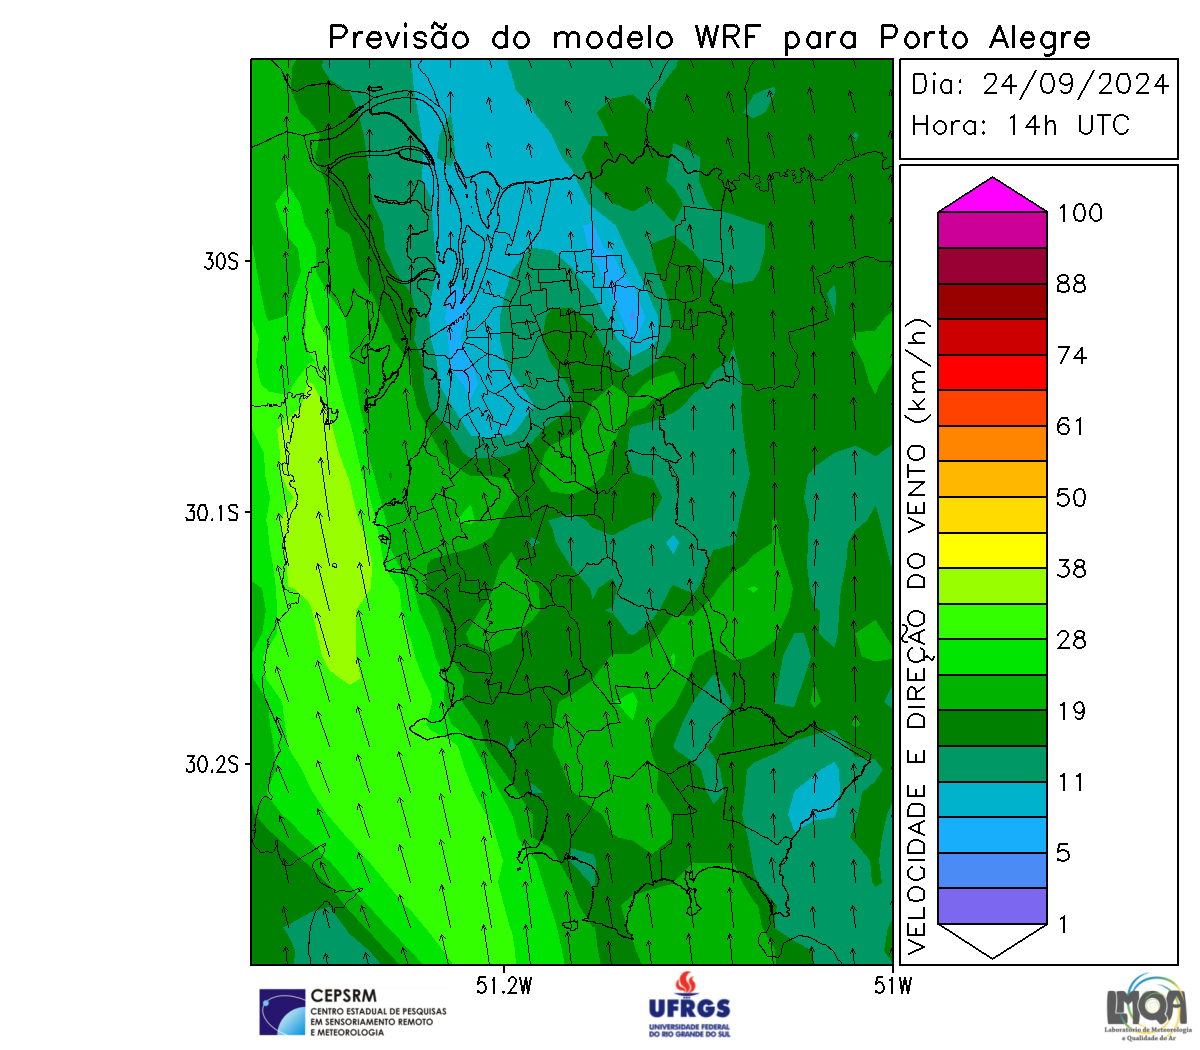 Previsão do modelo WRF para Porto Alegre
Dia: 24/09/2024
Hora: 14h UTC
30S
30.1S
30.2S
51.2W
51W
VELOCIDADE E DIREÇÃO DO VENTO (km/h)
100
88
74
61
50
38
28
19
11
5
1
CEPSRM
CENTRO ESTADUAL DE PESQUISAS
EM SENSORIAMENTO REMOTO
E METEOROLOGIA
UFRGS
UNIVERSIDADE FEDERAL
DO RIO GRANDE DO SUL
LMQA
Laboratório de Meteorologia
e Qualidade do Ar